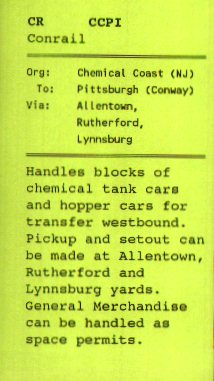 CR CCPI
Conrail
Org: Chemical Coast (NJ)
To: Pittsburgh (Conway)
Via: Allentown,
Rutherford,
Lynnsburg
Handles blocks of
chemical tank cars
and hopper cars for
transfer westbound.
Pickup and setout can
be made at Allentown,
Rutherford and
Lynnsburg yards.
General Merchandise
can be handled as
space permits.